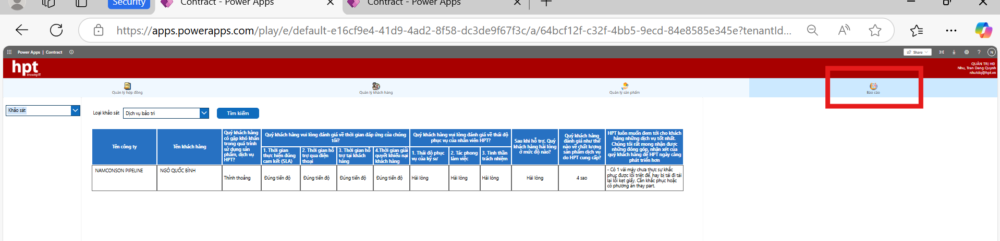 Security
Contract - Power Apps
Contract - Power Apps
https://apps.powerapps.com/play/e/default-e16cf9e4-41d9-4ad2-8f58-dc3de9f67f3c/a/64bcf12f-c32f-4bb5-9ecd-84e8585e345e?tenantId...
Power Apps | Contract
Share
N
hpt
knowing IT
QUẢN TRỊ HĐ
Nhu, Tran Dang Quynh
nhutdq@hpt.vn
Quản lý hợp đồng
Quản lý khách hàng
Quản lý sản phẩm
Báo cáo
Khảo sát
Loại khảo sát
Dịch vụ bảo trì
Tìm kiếm
Tên công ty
Tên khách hàng
Quý khách hàng
có gặp khó khăn
trong quá trình
sử dụng sản
phẩm, dịch vụ
HPT?
Quý khách hàng vui lòng đánh giá về thời gian đáp ứng của chúng
tôi?
1. Thời gian
thực hiện đúng
cam kết (SLA)
2. Thời gian hỗ
trợ qua điện
thoại
3. Thời gian hỗ
trợ tại khách
hàng
4.Thời gian giải
quyết khiếu nại
khách hàng
Quý khách hàng vui lòng đánh giá về thái độ
phục vụ của nhân viên HPT?
1. Thái độ phục
vụ của kỹ sư
2. Tác phong
làm việc
3. Tinh thần
trách nhiệm
Sau khi hỗ trợ, Quý
khách hàng hài lòng
ở mức độ nào?
Quý khách hàng
đánh giá như thế
nào về chất lượng
sản phẩm dịch vụ
do HPT cung cấp?
HPT luôn muốn đem tới cho khách
hàng những dịch vụ tốt nhất.
Chúng tôi rất mong nhận được
những đóng góp, nhận xét của
quý khách hàng để HPT ngày càng
phát triển hơn
NAMCONSON PIPELINE
NGÔ QUỐC BÌNH
Thỉnh thoảng
Đúng tiến độ
Đúng tiến độ
Đúng tiến độ
Đúng tiến độ
Hài lòng
Hài lòng
Hài lòng
Hài lòng
4 sao
- Có 1 vài máy chưa thực sự khắc
phục được lỗi triệt để, hay bị tái đi tái
lại lỗi kẹt giấy. Cần khắc phục hoặc
có phương án thay part.